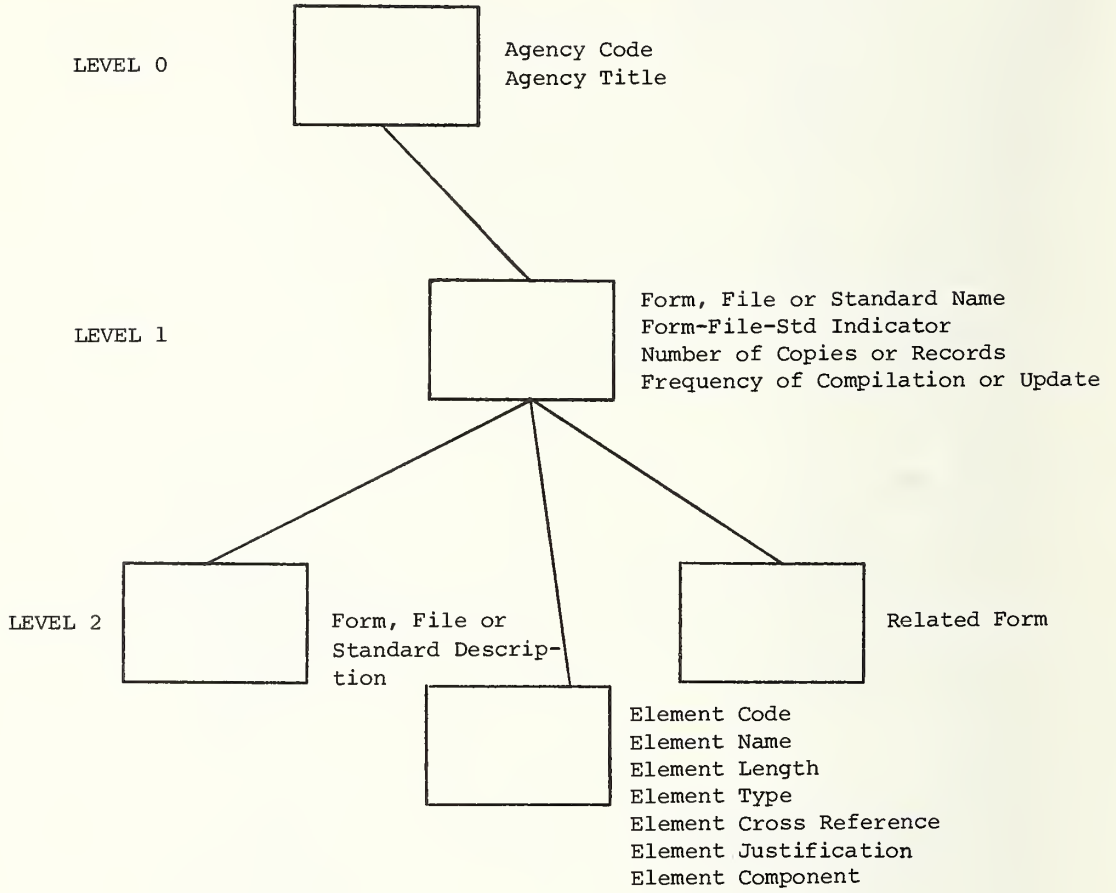 LEVEL 0
Agency Code
Agency Title
LEVEL 1
Form, File or Standard Name
Form-File-Std Indicator
Number of Copies or Records
Frequency of Compilation or Update
LEVEL 2
Form, File or
Standard Descrip-
tion
Related Form
Element Code
Element Name
Element Length
Element Type
Element Cross Reference
Element Justification
Element Component